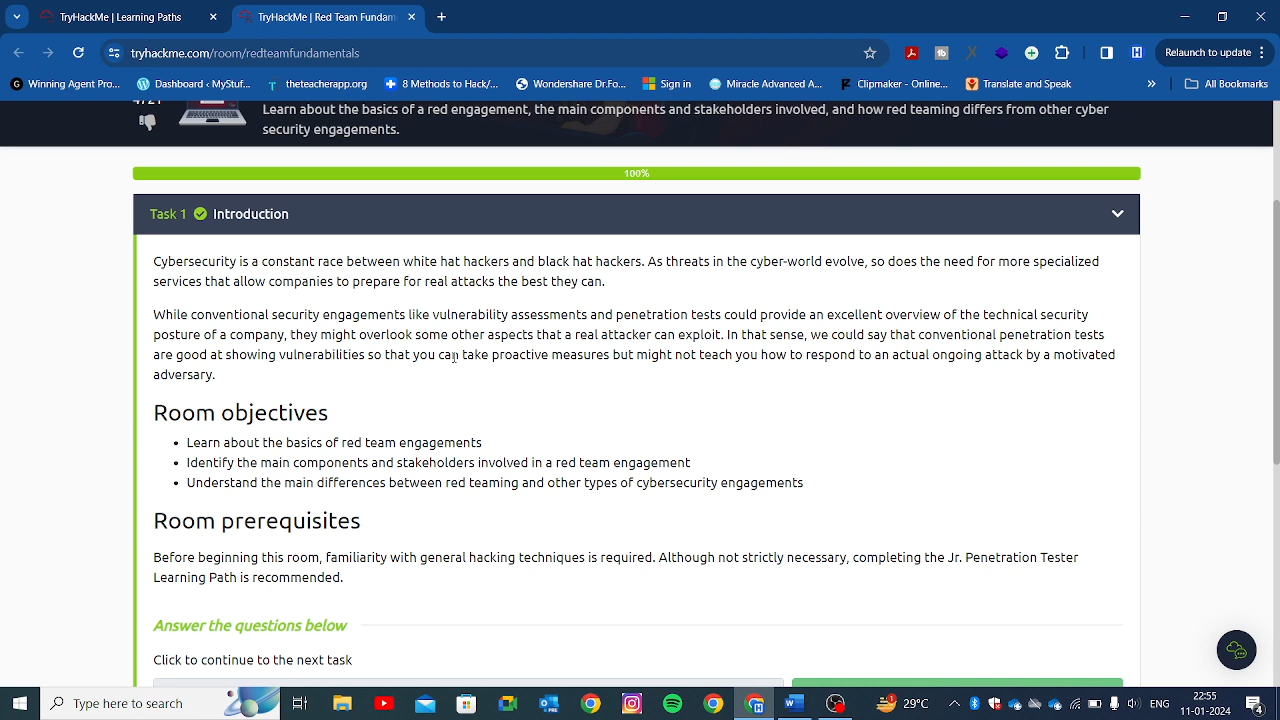 TryHackMe | Learning Paths
TryHackMe | Red Team Fundam
tryhackme.com/room/redteamfundamentals
Relaunch to update
Winning Agent Pro...
Dashboard ‹ MyStuf...
theteacherapp.org
8 Methods to Hack/...
Wondershare Dr.Fo...
Sign in
Miracle Advanced A...
Clipmaker - Online...
Translate and Speak
All Bookmarks
Learn about the basics of a red engagement, the main components and stakeholders involved, and how red teaming differs from other cyber
security engagements.
100%
Task 1 Introduction
Cybersecurity is a constant race between white hat hackers and black hat hackers. As threats in the cyber-world evolve, so does the need for more specialized
services that allow companies to prepare for real attacks the best they can.
While conventional security engagements like vulnerability assessments and penetration tests could provide an excellent overview of the technical security
posture of a company, they might overlook some other aspects that a real attacker can exploit. In that sense, we could say that conventional penetration tests
are good at showing vulnerabilities so that you can take proactive measures but might not teach you how to respond to an actual ongoing attack by a motivated
adversary.
Room objectives
• Learn about the basics of red team engagements
• Identify the main components and stakeholders involved in a red team engagement
• Understand the main differences between red teaming and other types of cybersecurity engagements
Room prerequisites
Before beginning this room, familiarity with general hacking techniques is required. Although not strictly necessary, completing the Jr. Penetration Tester
Learning Path is recommended.
Answer the questions below
Click to continue to the next task
Type here to search
29°C
22:55
11-01-2024